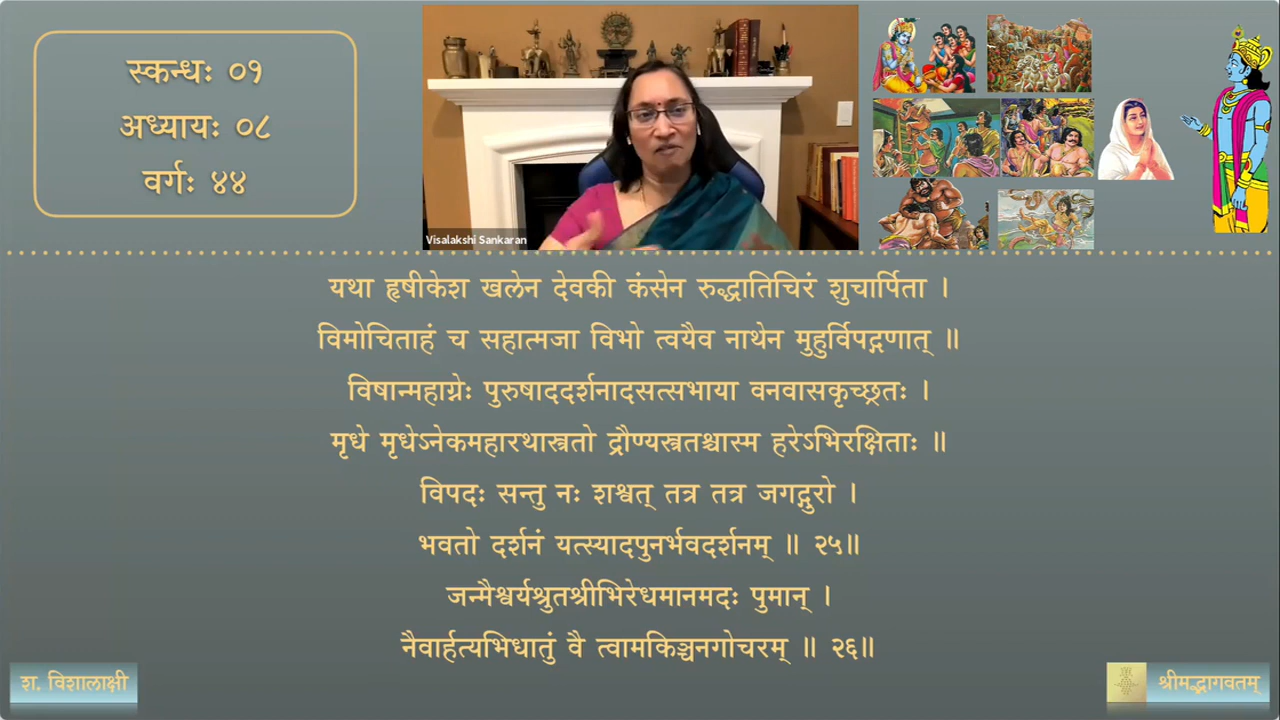 स्कन्धः ०१
अध्यायः ०८
वर्गः ४४
Visalakshi Sankaran
यथा हृषीकेश खलेन देवकी कंसेन रुद्धातिचिरं शुचार्पिता ।
विमोचिताहं च सहात्मजा विभो त्वयैव नाथेन मुहुर्विपद्गणात् ॥
विषान्महाग्नेः पुरुषाददर्शनादसत्सभाया वनवासकृच्छ्रतः ।
मृधे मृधेऽनेकमहारथास्त्रतो द्रौण्यस्त्रतश्चास्म हरेऽभिरक्षिताः ॥
विपदः सन्तु नः शश्वत् तत्र तत्र जगद्गुरो ।
भवतो दर्शनं यत्स्यादपुनर्भवदर्शनम् ॥ २५॥
जन्मैश्वर्यश्रुतश्रीभिरेधमानमदः पुमान् ।
नैवार्हत्यभिधातुं वै त्वामकिञ्चनगोचरम् ॥ २६॥
श. विशालाक्षी
श्रीमद्भागवतम्